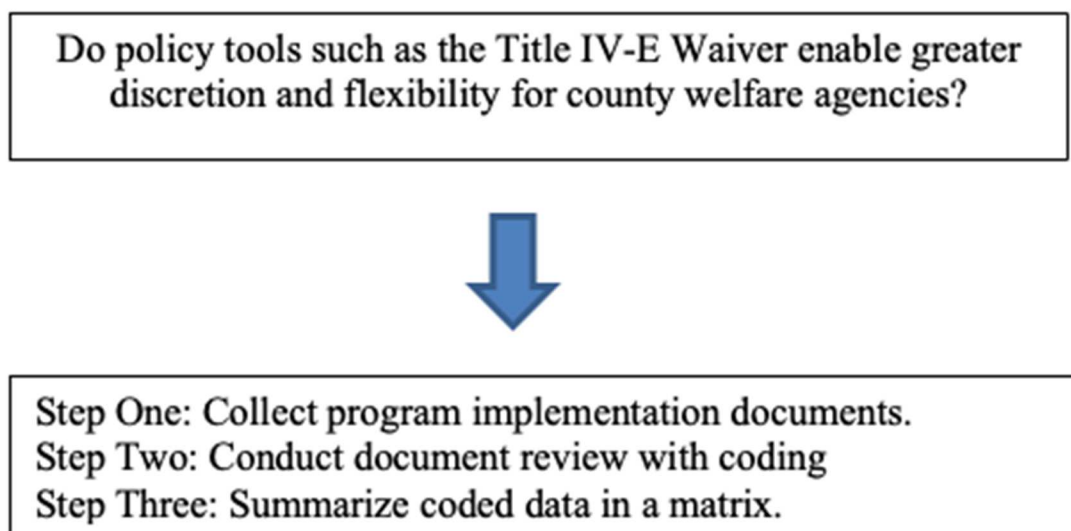 Do policy tools such as the Title IV-E Waiver enable greater
discretion and flexibility for county welfare agencies?
Step One: Collect program implementation documents.
Step Two: Conduct document review with coding
Step Three: Summarize coded data in a matrix.